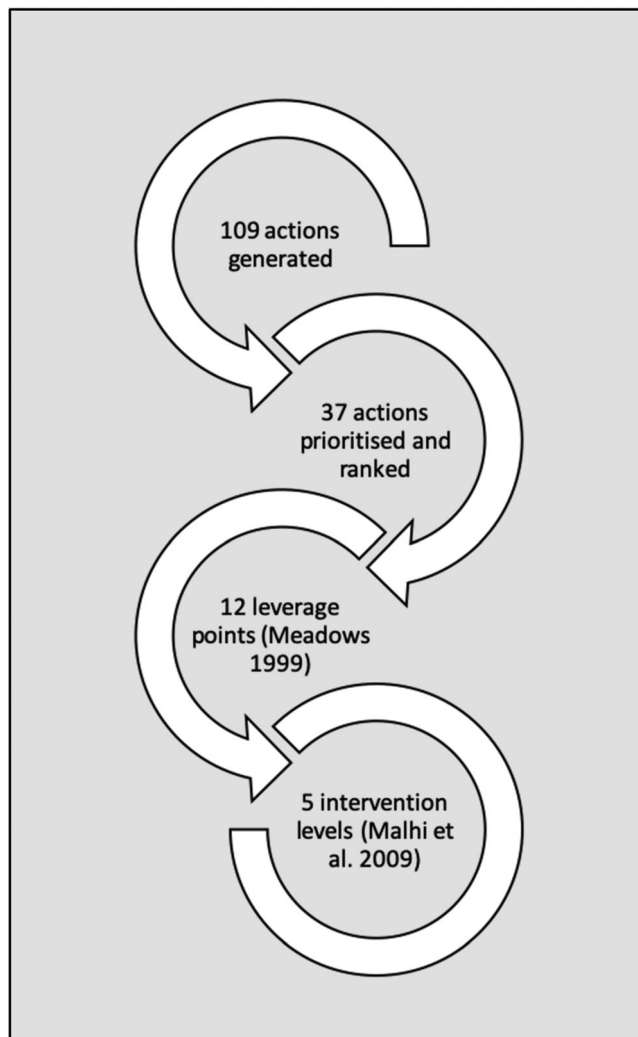 109 actions
generated
37 actions
prioritised and
ranked
12 leverage
points (Meadows
1999)
5 intervention
levels (Malhi et
al. 2009)